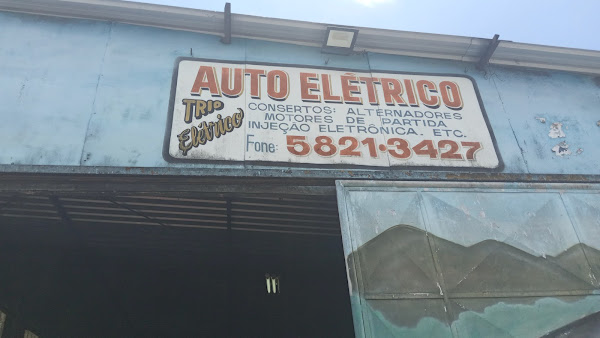 AUTO ELÉTRICO
TRIO
Elétrico
CONSERTOS: ALTERNADORES
MOTORES DE PARTIDA
INJEÇÃO ELETRÔNICA. ETC.
Fone: 5821-3427